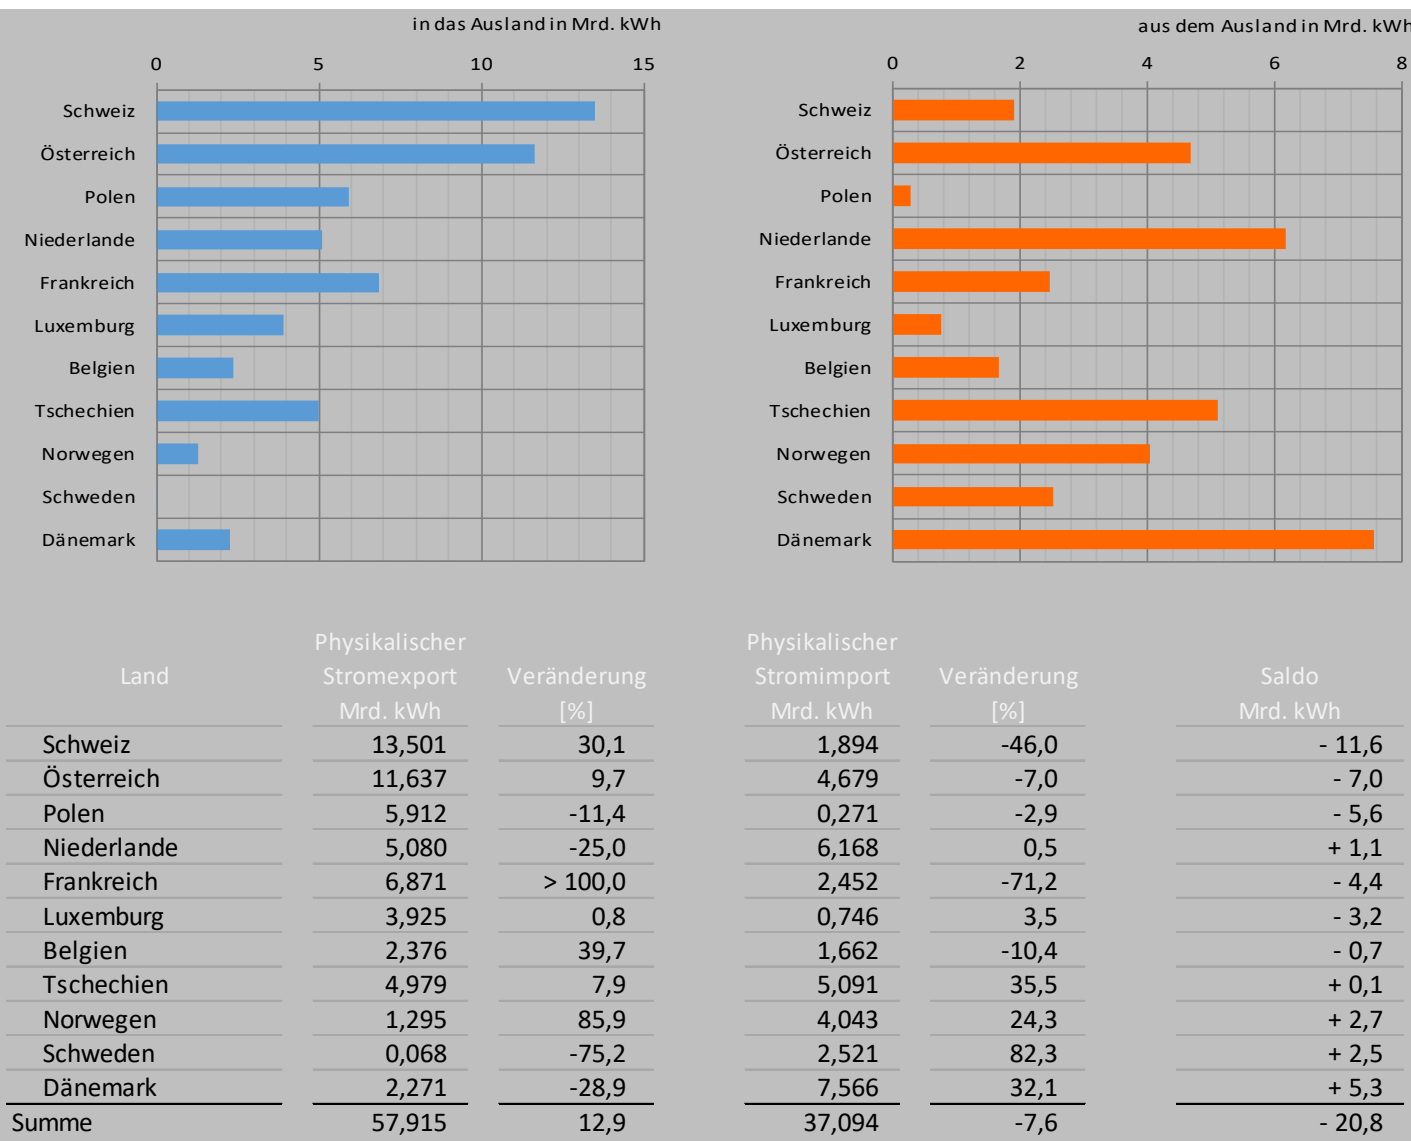 in das Ausland in Mrd. kWh
0 5 10 15
Schweiz
Österreich
Polen
Niederlande
Frankreich
Luxemburg
Belgien
Tschechien
Norwegen
Schweden
Dänemark
aus dem Ausland in Mrd. kWh
0 2 4 6 8
Schweiz
Österreich
Polen
Niederlande
Frankreich
Luxemburg
Belgien
Tschechien
Norwegen
Schweden
Dänemark
Physikalischer Physikalischer
Land Stromexport Veränderung Stromimport Veränderung Saldo
Mrd. kWh [%] Mrd. kWh [%] Mrd. kWh
Schweiz 13,501 30,1 1,894 -46,0 - 11,6
Österreich 11,637 9,7 4,679 -7,0 - 7,0
Polen 5,912 -11,4 0,271 -2,9 - 5,6
Niederlande 5,080 -25,0 6,168 0,5 + 1,1
Frankreich 6,871 > 100,0 2,452 -71,2 - 4,4
Luxemburg 3,925 0,8 0,746 3,5 - 3,2
Belgien 2,376 39,7 1,662 -10,4 - 0,7
Tschechien 4,979 7,9 5,091 35,5 + 0,1
Norwegen 1,295 85,9 4,043 24,3 + 2,7
Schweden 0,068 -75,2 2,521 82,3 + 2,5
Dänemark 2,271 -28,9 7,566 32,1 + 5,3
Summe 57,915 12,9 37,094 -7,6 - 20,8